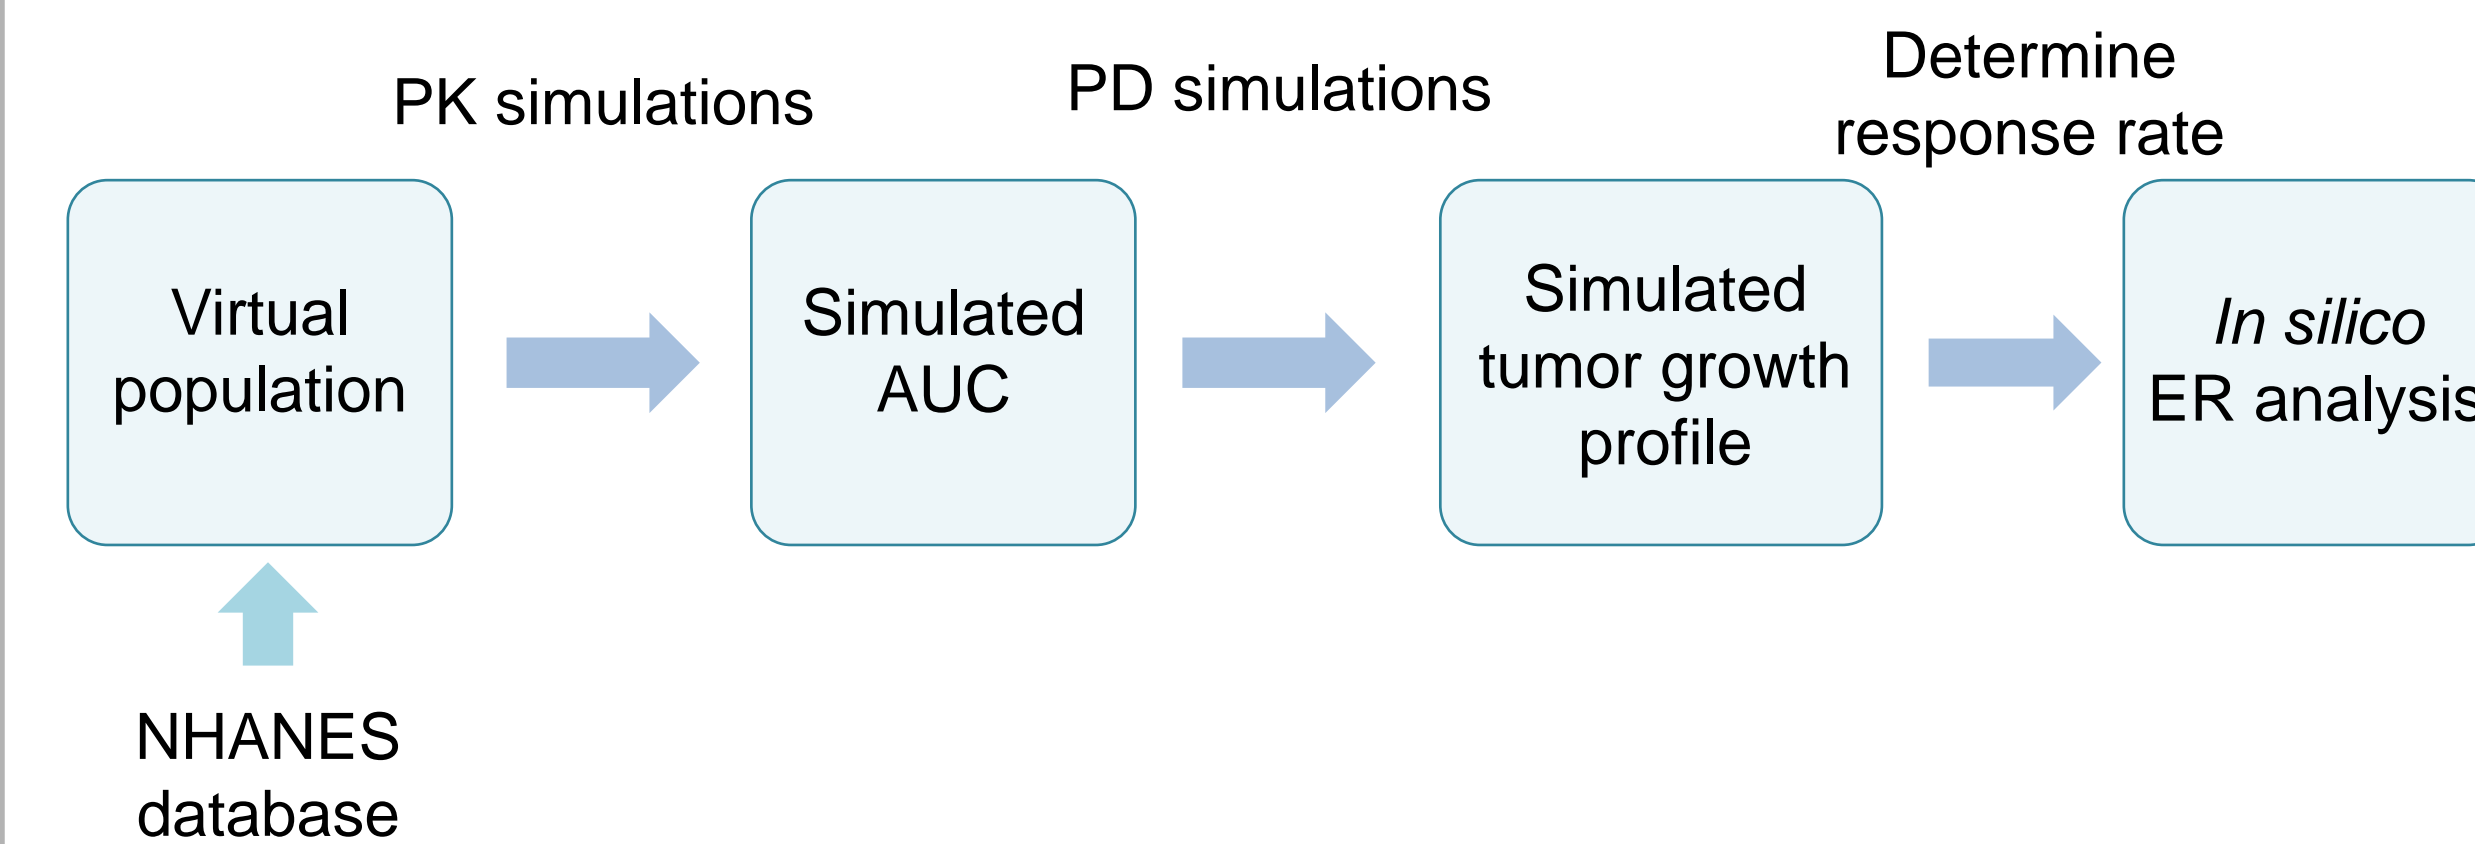 PK simulations
PD simulations
Determine
response rate
Virtual
population
Simulated
AUC
Simulated
tumor growth
profile
In silico
ER analysis
NHANES
database